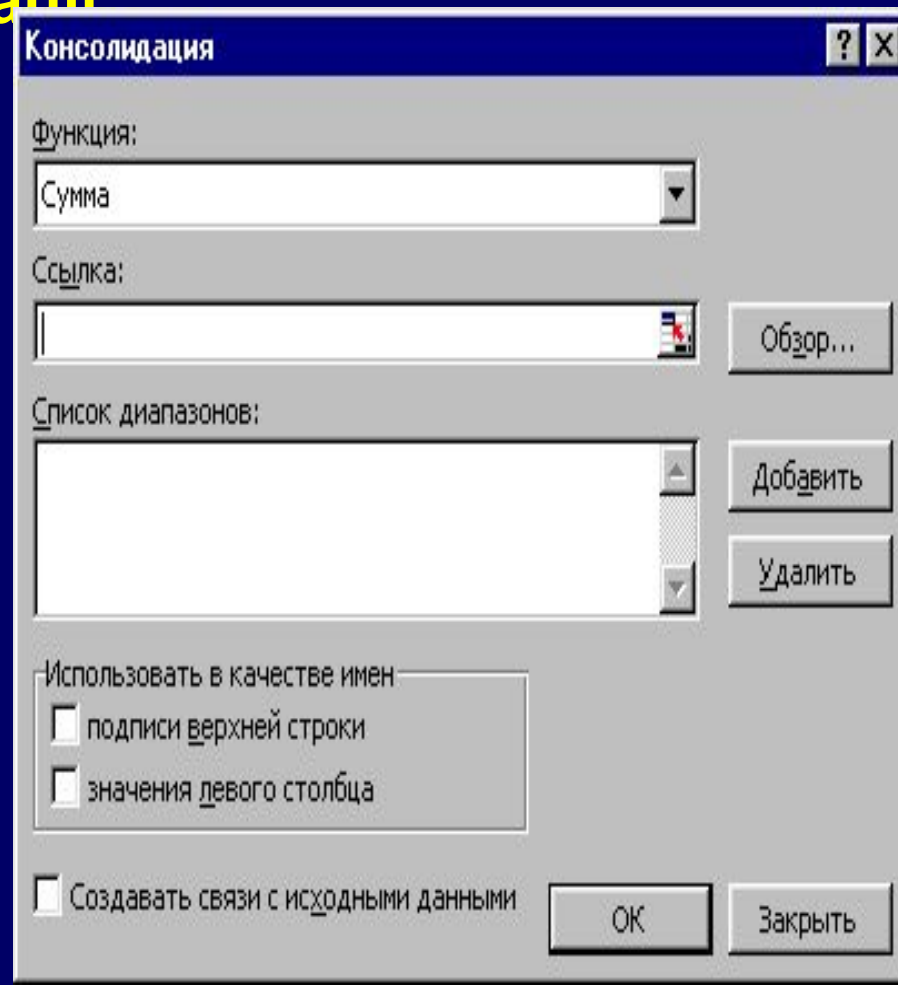 Консолидация
Функция:
Сумма
Ссылка:
Обзор...
Список диапазонов:
Добавить
Удалить
Использовать в качестве имен
подписи верхней строки
значения левого столбца
Создавать связи с исходными данными
ОК
Закрыть